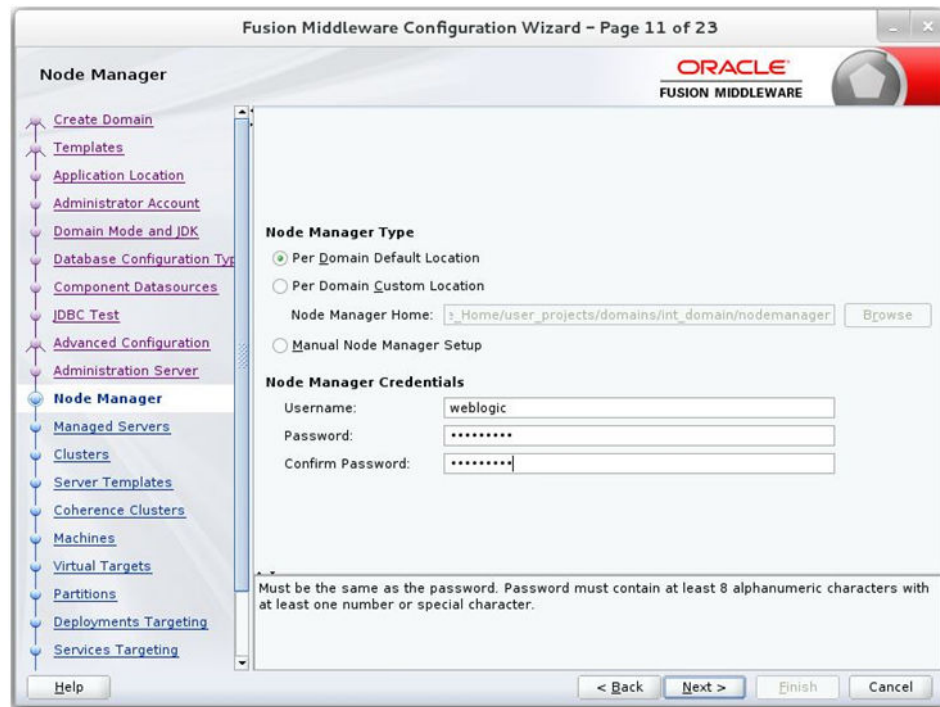 Fusion Middleware Configuration Wizard – Page 11 of 23
Node Manager
ORACLE
FUSION MIDDLEWARE
Create Domain
Templates
Application Location
Administrator Account
Domain Mode and JDK
Database Configuration Typ
Component Datasources
JDBC Test
Advanced Configuration
Administration Server
Node Manager
Managed Servers
Clusters
Server Templates
Coherence Clusters
Machines
Virtual Targets
Partitions
Deployments Targeting
Services Targeting
Node Manager Type
Per Domain Default Location
Per Domain Custom Location
Node Manager Home: e_Home/user_projects/domains/int_domain/nodemanager Browse
Manual Node Manager Setup
Node Manager Credentials
Username: weblogic
Password: •••••••••
Confirm Password: •••••••••
Must be the same as the password. Password must contain at least 8 alphanumeric characters with
at least one number or special character.
Help < Back Next > Finish Cancel